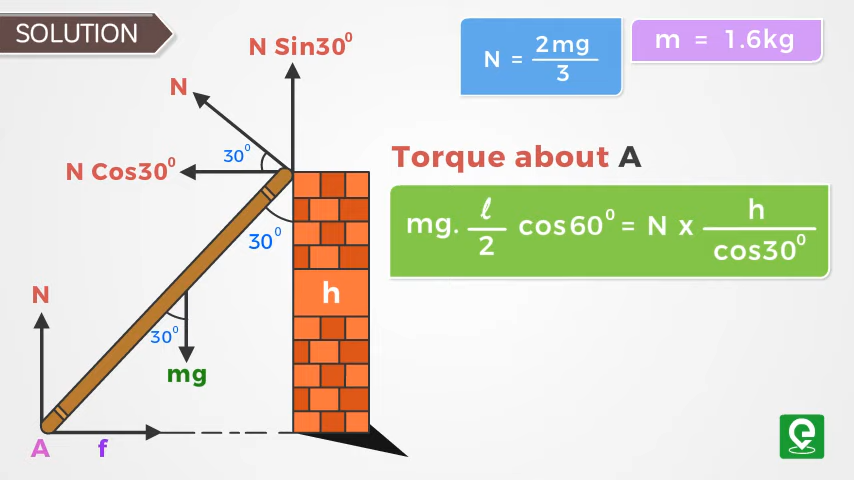 SOLUTION
N Sin30⁰
N = 2mg/3
m = 1.6kg
N
30⁰
N Cos30⁰
Torque about A
mg. ℓ/2 cos60⁰ = N x h/cos30⁰
30⁰
h
N
30⁰
mg
A
f